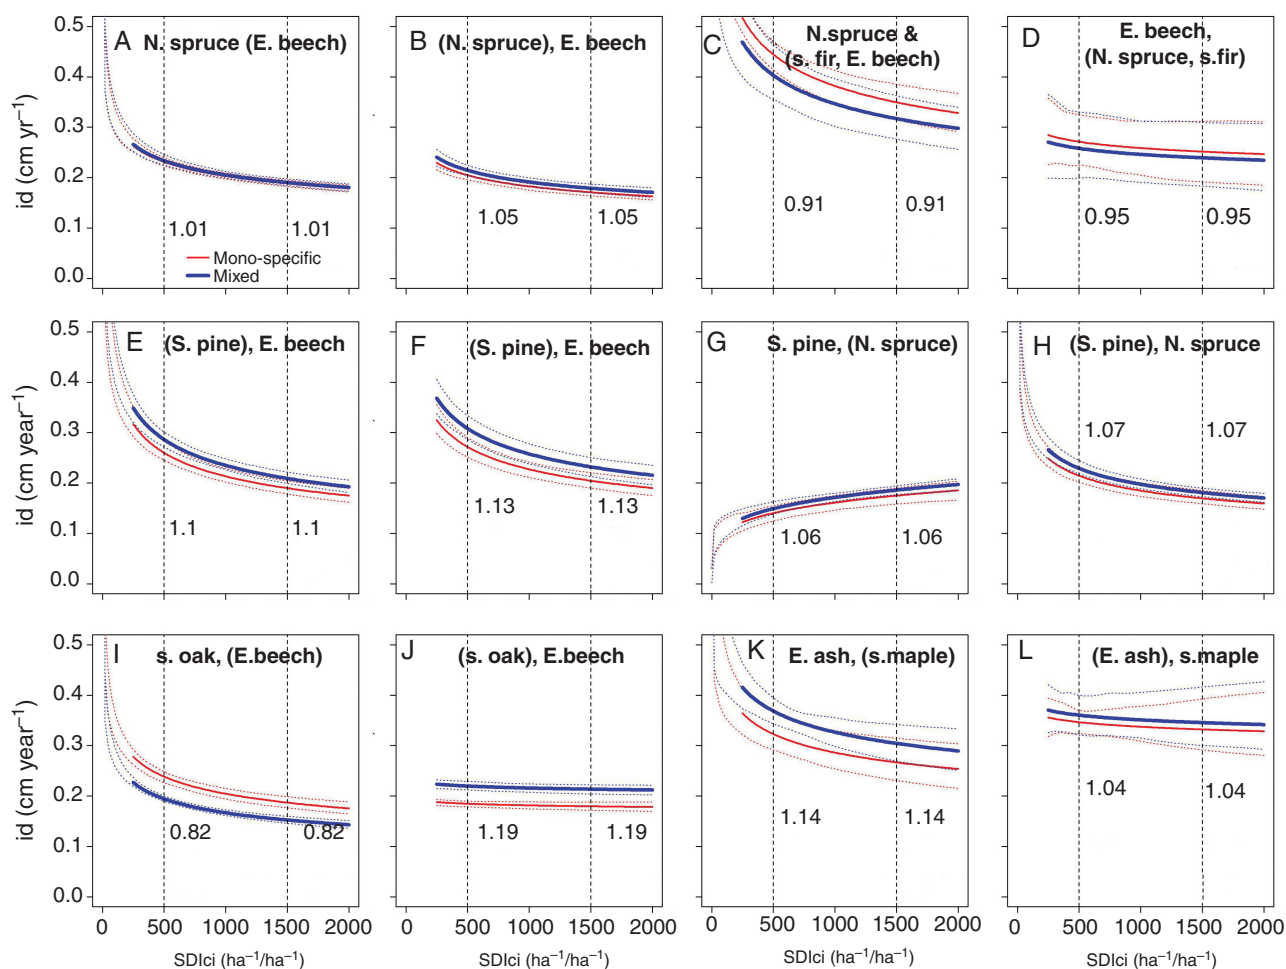 A N. spruce (E. beech)
B (N. spruce), E. beech
C N.spruce &
(s. fir, E. beech)
D E. beech,
(N. spruce, s.fir)
id (cm yr−1)
0.5
0.4
0.3
0.2
0.1
0.0
1.01 1.01
Mono-specific
Mixed
1.05 1.05
0.91 0.91
0.95 0.95
E (S. pine), E. beech
F (S. pine), E. beech
G S. pine, (N. spruce)
H (S. pine), N. spruce
id (cm year−1)
0.5
0.4
0.3
0.2
0.1
0.0
1.1 1.1
1.13 1.13
1.06 1.06
1.07 1.07
I s. oak, (E.beech)
J (s. oak), E.beech
K E. ash, (s.maple)
L (E. ash), s.maple
id (cm year−1)
0.5
0.4
0.3
0.2
0.1
0.0
0.82 0.82
1.19 1.19
1.14 1.14
1.04 1.04
0 500 1000 1500 2000
0 500 1000 1500 2000
0 500 1000 1500 2000
0 500 1000 1500 2000
SDIci (ha−1/ha−1)
SDIci (ha−1/ha−1)
SDIci (ha−1/ha−1)
SDIci (ha−1/ha−1)